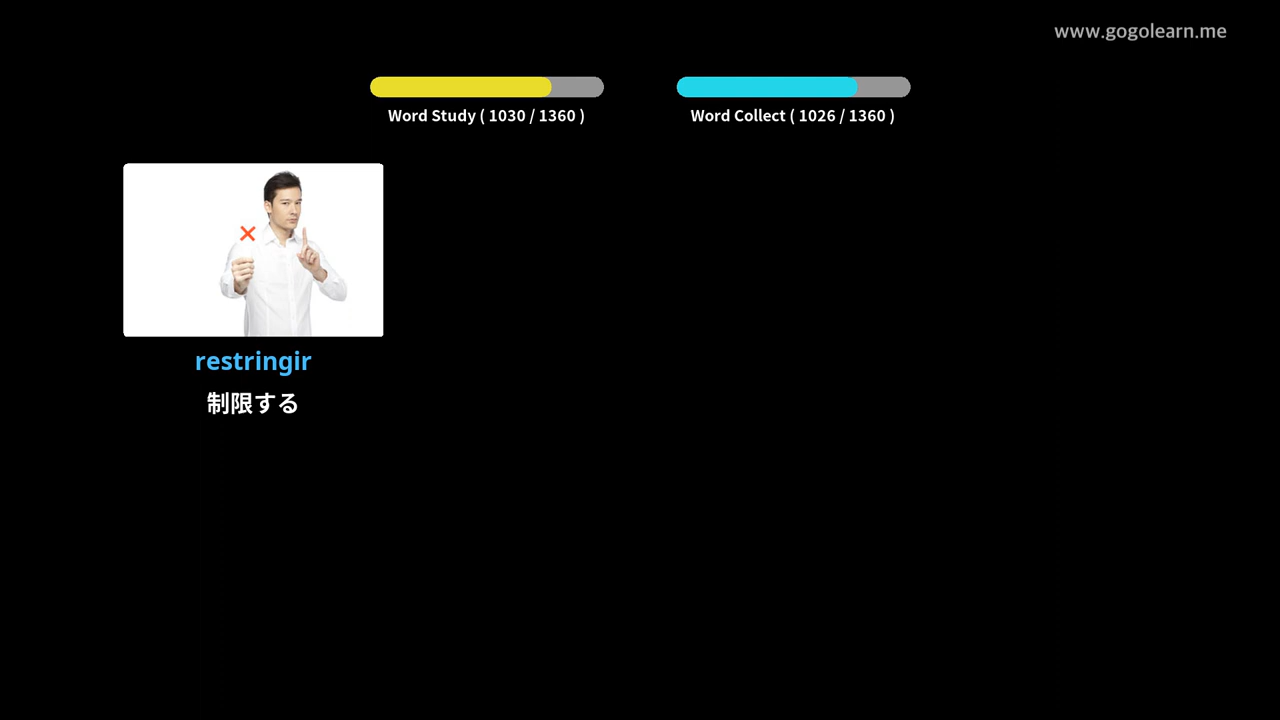 www.gogolearn.me
Word Study ( 1030 / 1360 )
Word Collect ( 1026 / 1360 )
restringir
制限する